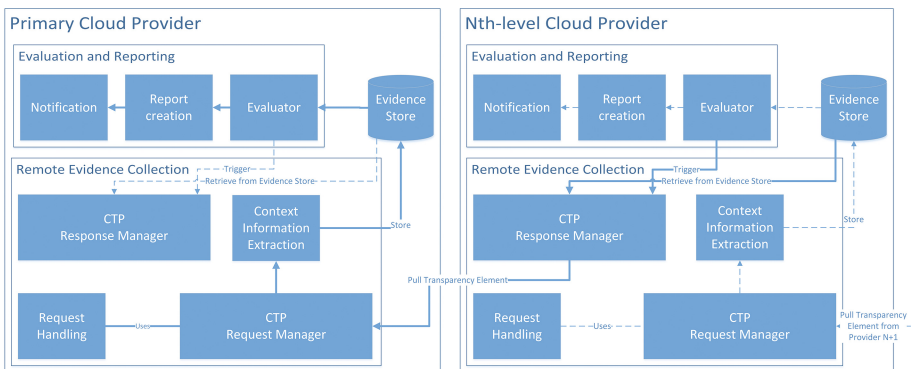 Primary Cloud Provider
Evaluation and Reporting
Notification
Report
creation
Evaluator
Evidence
Store
Remote Evidence Collection
Trigger
Retrieve from Evidence Store
CTP
Response Manager
Context
Information
Extraction
Store
Pull Transparency Element
Request
Handling
Uses
CTP
Request Manager
Nth-level Cloud Provider
Evaluation and Reporting
Notification
Report
creation
Evaluator
Evidence
Store
Remote Evidence Collection
Trigger
Retrieve from Evidence Store
CTP
Response Manager
Context
Information
Extraction
Store
Request
Handling
Uses
CTP
Request Manager
Pull Transparency
Element from
Provider N+1